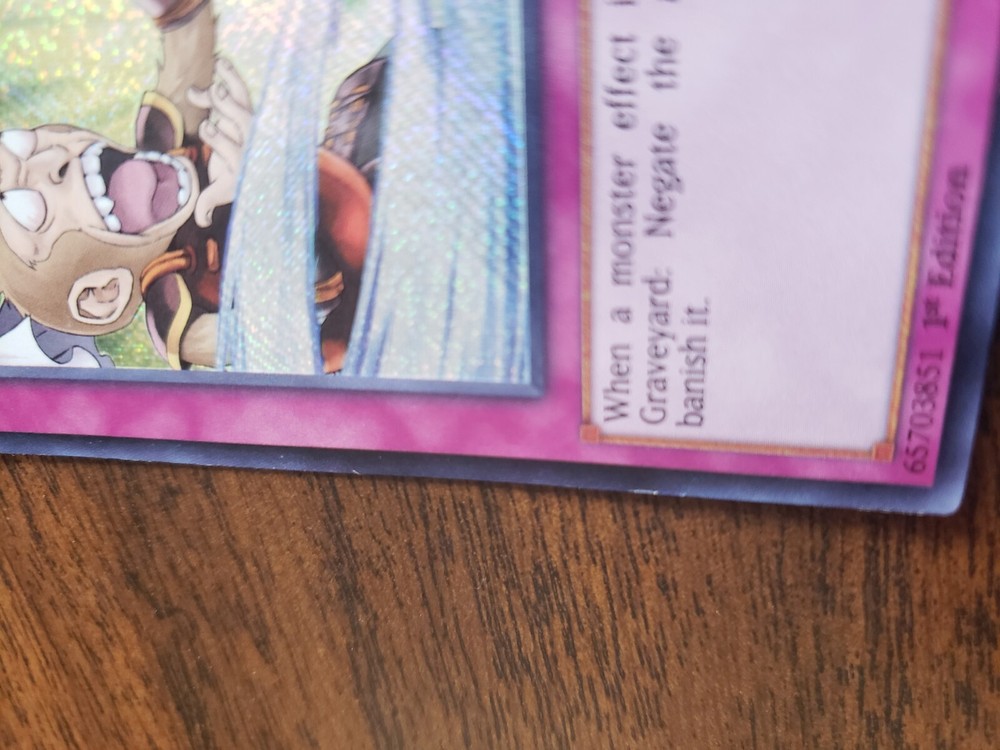 When a monster effect
Graveyard: Negate the
banish it.
65703851 1st Edition